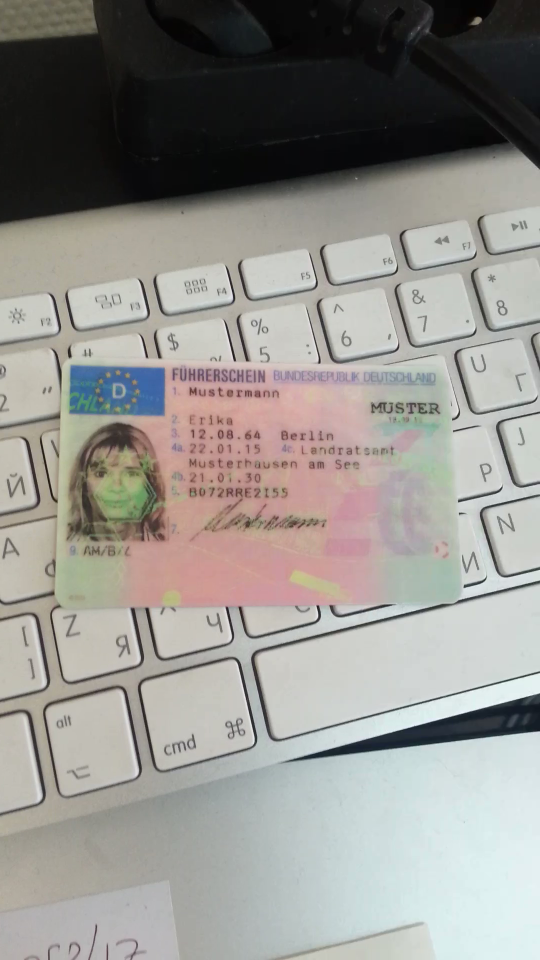 F2
F3
F4
F5
F6
F7
$
%
5
:
^
6
&
7
.
*
8
2
"
U
Г
FÜHRERSCHEIN BUNDESREPUBLIK DEUTSCHLAND
D
1. Mustermann
MUSTER
2. Erika
3. 12.08.64 Berlin
4a. 22.01.15 4c. Landratsamt
Musterhausen am See
4b. 21.01.30
5. B072RRE2I55
7.
9. AM/B/L
Й
Р
J
А
И
N
[
]
Z
Я
Ч
alt
cmd